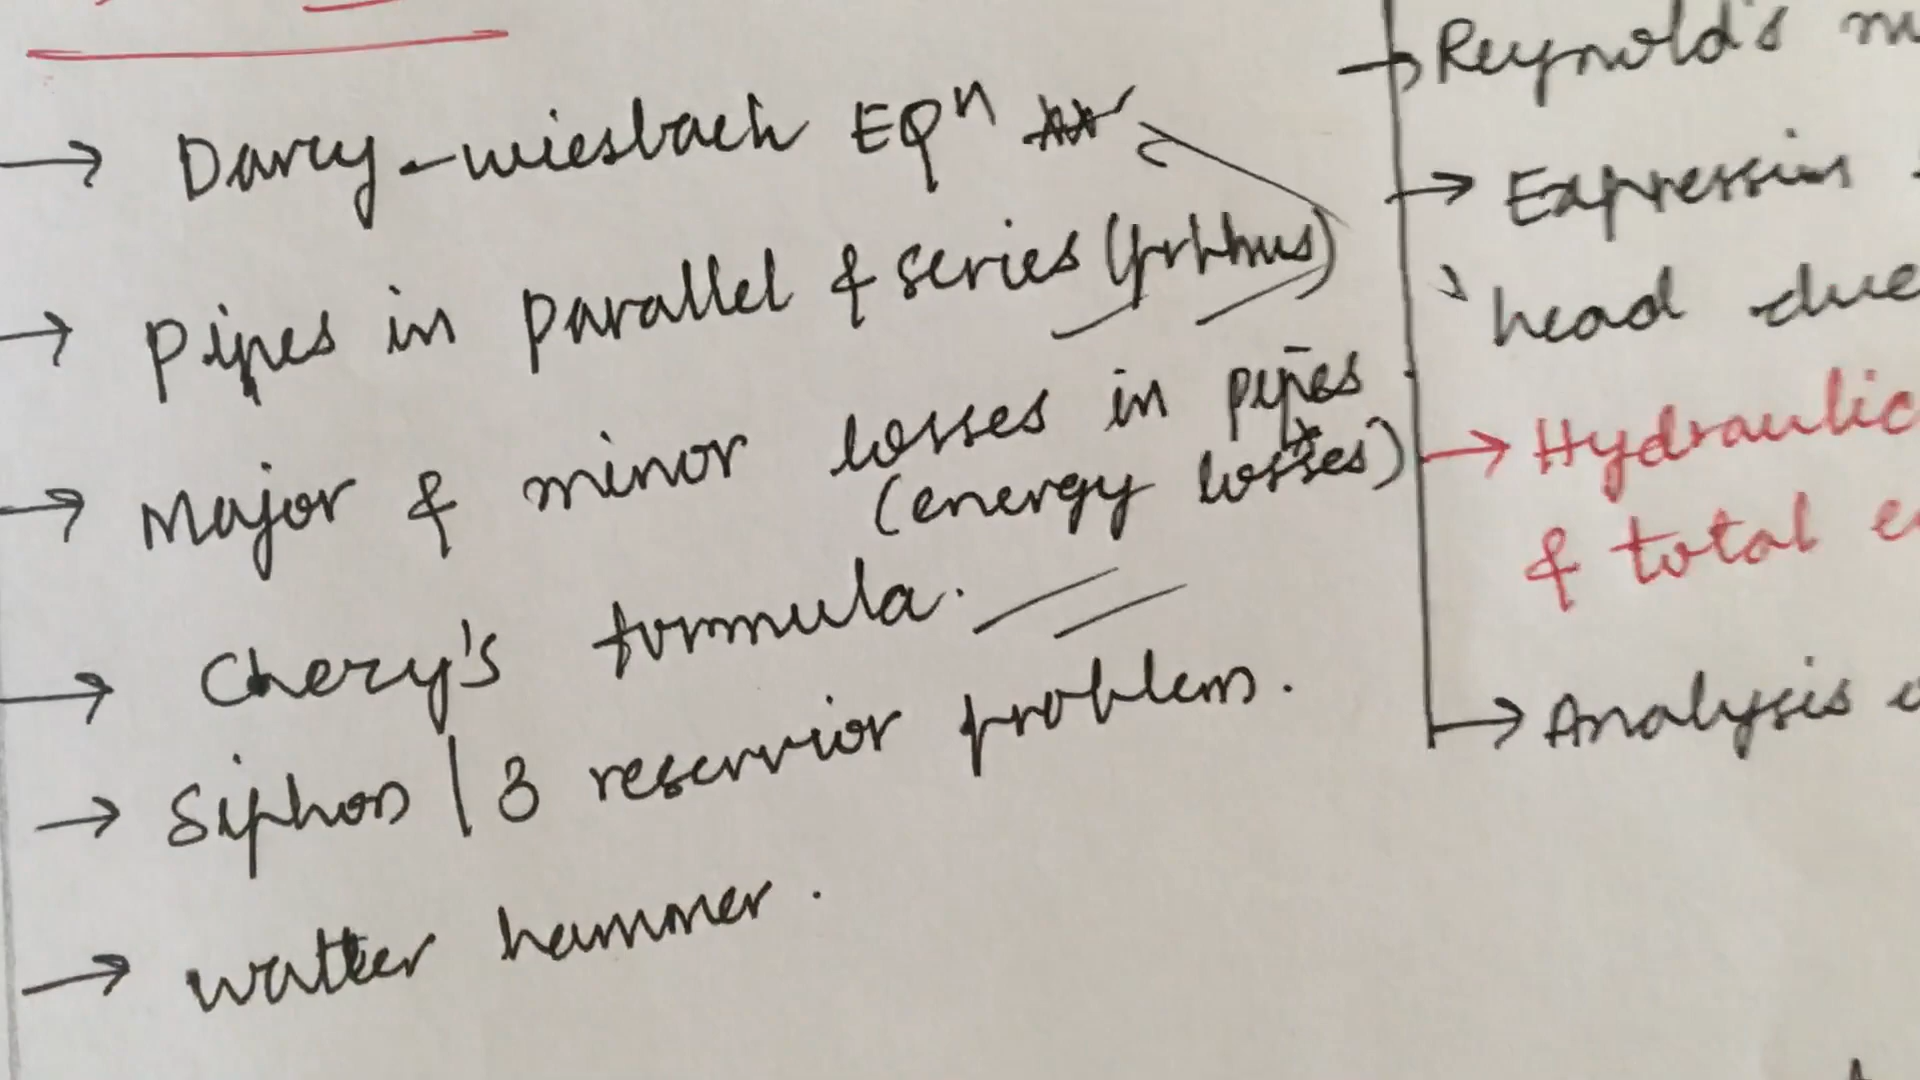 → Darcy-wiesbach EQⁿ
→ Pipes in parallel & series (prblms)
→ Major & minor losses in pipes
(energy losses)
→ Chezy's formula.
→ Siphon | 3 reservior problem.
→ watter hammer.
→ Reynold's
→ Expression
head due
→ Hydraulic
& total
→ Analysis